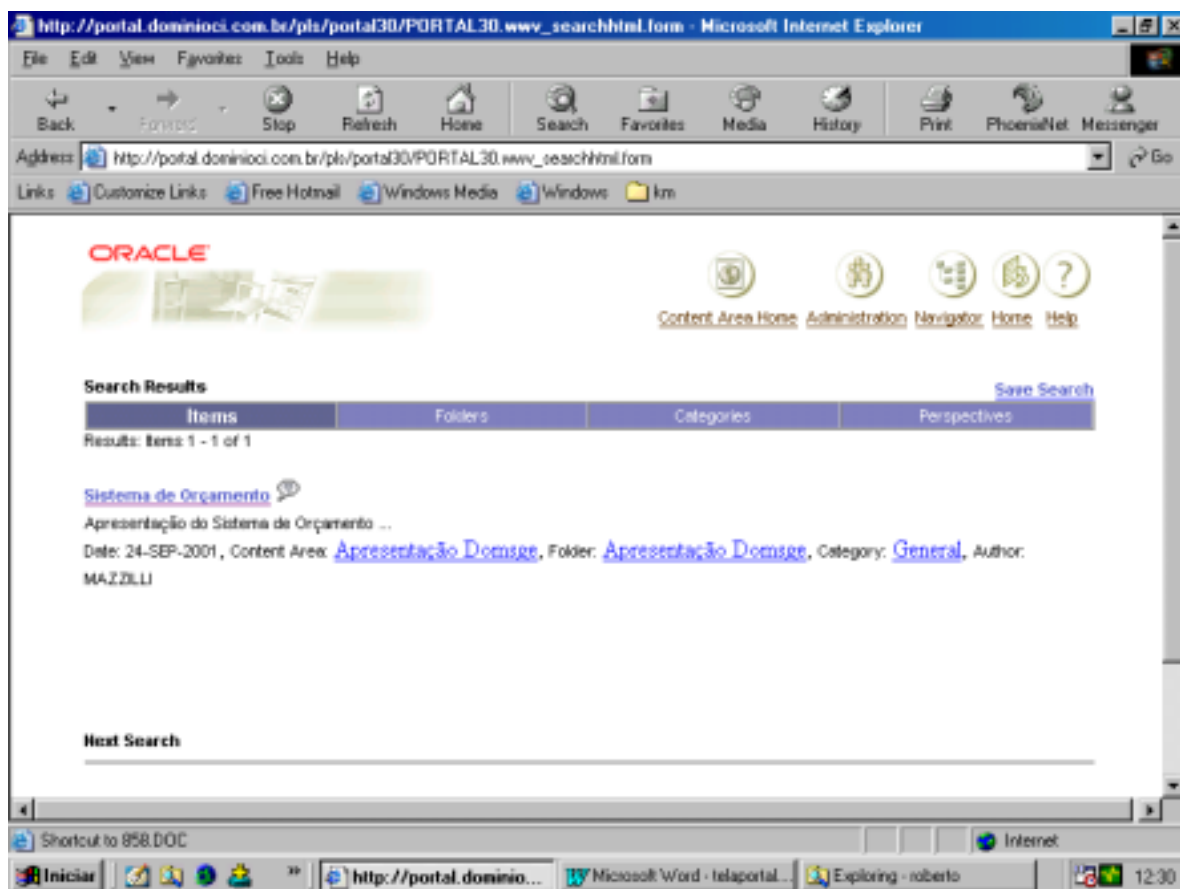 http://portal.dominioci.com.br/pls/portal30/PORTAL30.wwv_searchhtml.form - Microsoft Internet Explorer
File Edit View Favorites Tools Help
Back Forward Stop Refresh Home Search Favorites Media History Print PhoenixNet Messenger
Address http://portal.dominioci.com.br/pls/portal30/PORTAL30.wwv_searchhtml.form Go
Links Customize Links Free Hotmail Windows Media Windows km
ORACLE
Content Area Home Administration Navigator Home Help
Search Results Save Search
Items Folders Categories Perspectives
Results: Items 1 - 1 of 1
Sistema de Orçamento
Apresentação do Sistema de Orçamento ...
Date: 24-SEP-2001, Content Area: Apresentação Domsge, Folder: Apresentação Domsge, Category: General, Author:
MAZZILLI
Next Search
Shortcut to 858.DOC Internet
Iniciar » http://portal.dominio... Microsoft Word - telaportal... Exploring - roberto 12:30